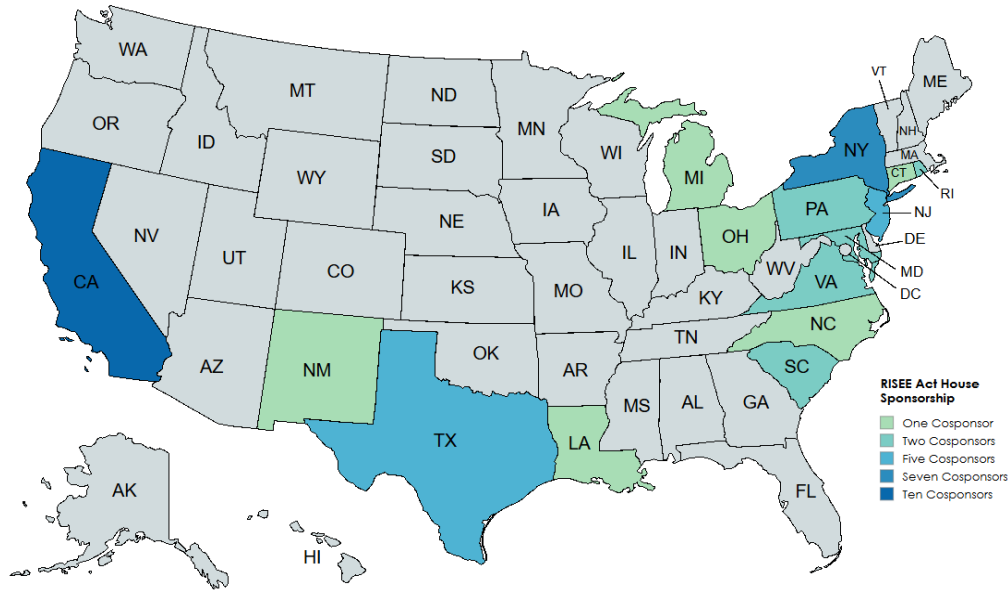 WA
MT
ND
MN
VT
ME
OR
ID
SD
WI
NH
NY
MA
WY
MI
CT
RI
NE
IA
PA
NJ
NV
UT
CO
IL
IN
OH
DE
CA
KS
MO
WV
VA
MD
KY
DC
AZ
NM
OK
AR
TN
NC
SC
TX
LA
MS
AL
GA
FL
AK
HI
RISEE Act House
Sponsorship
One Cosponsor
Two Cosponsors
Five Cosponsors
Seven Cosponsors
Ten Cosponsors